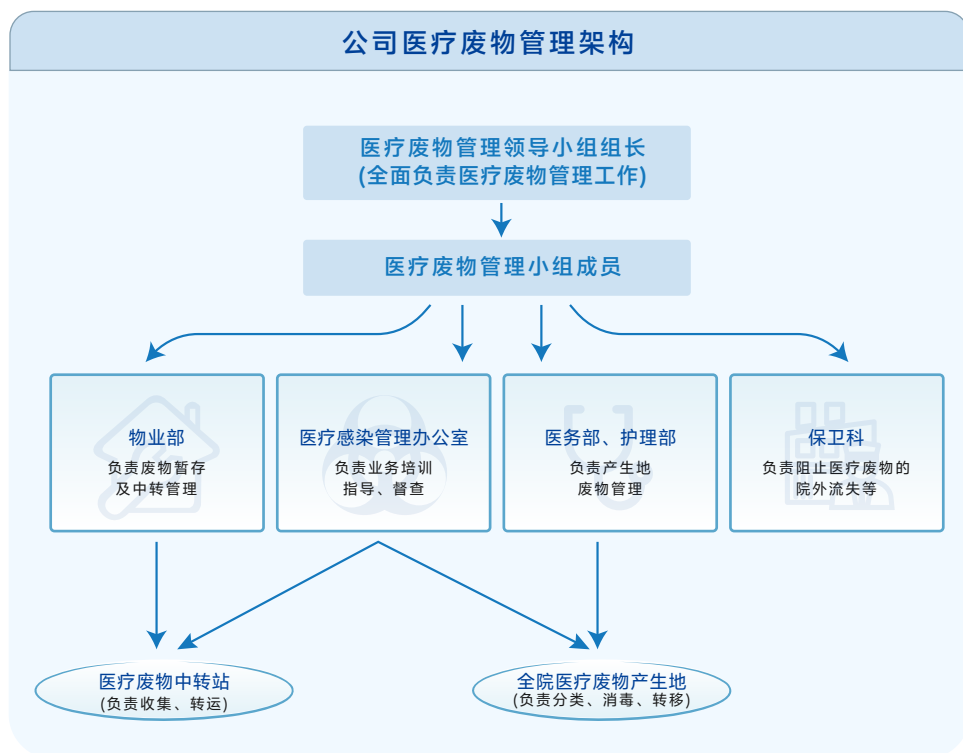 公司医疗废物管理架构
医疗废物管理领导小组组长
(全面负责医疗废物管理工作)
医疗废物管理小组成员
物业部
负责废物暂存
及中转管理
医疗感染管理办公室
负责业务培训
指导、督查
医务部、护理部
负责产生地
废物管理
保卫科
负责阻止医疗废物的
院外流失等
医疗废物中转站
(负责收集、转运)
全院医疗废物产生地
(负责分类、消毒、转移)